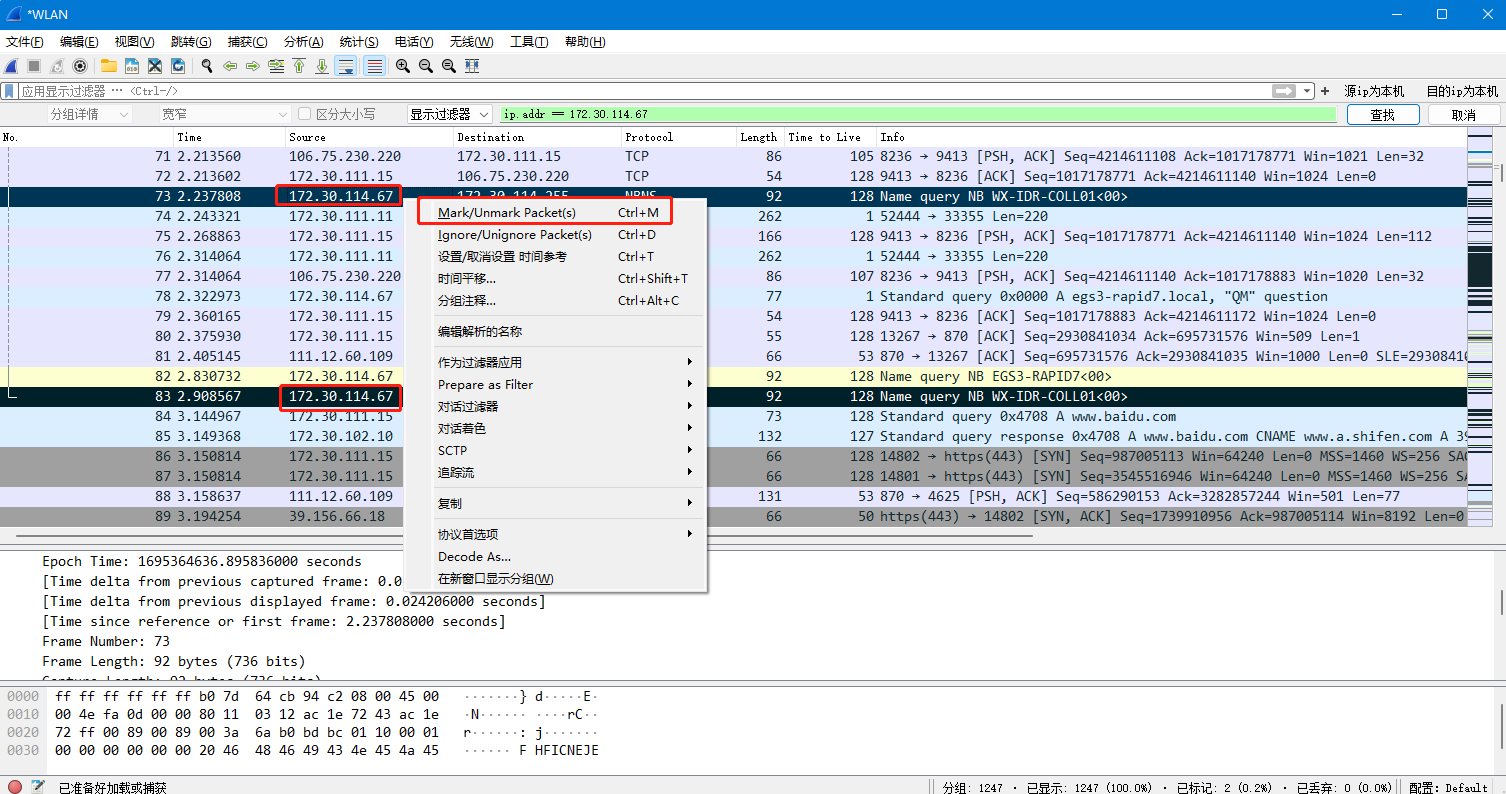 *WLAN
文件(F) 编辑(E) 视图(V) 跳转(G) 捕获(C) 分析(A) 统计(S) 电话(Y) 无线(W) 工具(T) 帮助(H)
应用显示过滤器 ⋯ <Ctrl-/> + 源ip为本机 目的ip为本机
分组详情 宽窄 区分大小写 显示过滤器 ip.addr == 172.30.114.67 查找 取消
No. Time Source Destination Protocol Length Time to Live Info
71 2.213560 106.75.230.220 172.30.111.15 TCP 86 105 8236 → 9413 [PSH, ACK] Seq=4214611108 Ack=1017178771 Win=1021 Len=32
72 2.213602 172.30.111.15 106.75.230.220 TCP 54 128 9413 → 8236 [ACK] Seq=1017178771 Ack=4214611140 Win=1024 Len=0
73 2.237808 172.30.114.67 172.30.114.255 NBNS 92 128 Name query NB WX-IDR-COLL01<00>
74 2.243321 172.30.111.11 262 1 52444 → 33355 Len=220
75 2.268863 172.30.111.15 166 128 9413 → 8236 [PSH, ACK] Seq=1017178771 Ack=4214611140 Win=1024 Len=112
76 2.314064 172.30.111.11 262 1 52444 → 33355 Len=220
77 2.314064 106.75.230.220 86 107 8236 → 9413 [PSH, ACK] Seq=4214611140 Ack=1017178883 Win=1020 Len=32
78 2.322973 172.30.114.67 77 1 Standard query 0x0000 A egs3-rapid7.local, "QM" question
79 2.360165 172.30.111.15 54 128 9413 → 8236 [ACK] Seq=1017178883 Ack=4214611172 Win=1024 Len=0
80 2.375930 172.30.111.15 55 128 13267 → 870 [ACK] Seq=2930841034 Ack=695731576 Win=509 Len=1
81 2.405145 111.12.60.109 66 53 870 → 13267 [ACK] Seq=695731576 Ack=2930841035 Win=1000 Len=0 SLE=29308410
82 2.830732 172.30.114.67 92 128 Name query NB EGS3-RAPID7<00>
83 2.908567 172.30.114.67 92 128 Name query NB WX-IDR-COLL01<00>
84 3.144967 172.30.111.15 73 128 Standard query 0x4708 A www.baidu.com
85 3.149368 172.30.102.10 132 127 Standard query response 0x4708 A www.baidu.com CNAME www.a.shifen.com A 39
86 3.150814 172.30.111.15 66 128 14802 → https(443) [SYN] Seq=987005113 Win=64240 Len=0 MSS=1460 WS=256 SAC
87 3.150814 172.30.111.15 66 128 14801 → https(443) [SYN] Seq=3545516946 Win=64240 Len=0 MSS=1460 WS=256 SA
88 3.158637 111.12.60.109 131 53 870 → 4625 [PSH, ACK] Seq=586290153 Ack=3282857244 Win=501 Len=77
89 3.194254 39.156.66.18 66 50 https(443) → 14802 [SYN, ACK] Seq=1739910956 Ack=987005114 Win=8192 Len=0
Mark/Unmark Packet(s) Ctrl+M
Ignore/Unignore Packet(s) Ctrl+D
设置/取消设置 时间参考 Ctrl+T
时间平移... Ctrl+Shift+T
分组注释... Ctrl+Alt+C
编辑解析的名称
作为过滤器应用
Prepare as Filter
对话过滤器
对话着色
SCTP
追踪流
复制
协议首选项
Decode As...
在新窗口显示分组(W)
Epoch Time: 1695364636.895836000 seconds
[Time delta from previous captured frame: 0.0
[Time delta from previous displayed frame: 0.024206000 seconds]
[Time since reference or first frame: 2.237808000 seconds]
Frame Number: 73
Frame Length: 92 bytes (736 bits)
Capture Length: 92 bytes (736 bits)
0000 ff ff ff ff ff ff b0 7d 64 cb 94 c2 08 00 45 00 ·······} d·····E·
0010 00 4e fa 0d 00 00 80 11 03 12 ac 1e 72 43 ac 1e ·N······ ····rC··
0020 72 ff 00 89 00 89 00 3a 6a b0 bd bc 01 10 00 01 r······: j·······
0030 00 00 00 00 00 00 20 46 48 46 49 43 4e 45 4a 45 ······ F HFICNEJE
已准备好加载或捕获 分组: 1247 · 已显示: 1247 (100.0%) · 已标记: 2 (0.2%) · 已丢弃: 0 (0.0%) 配置: Default